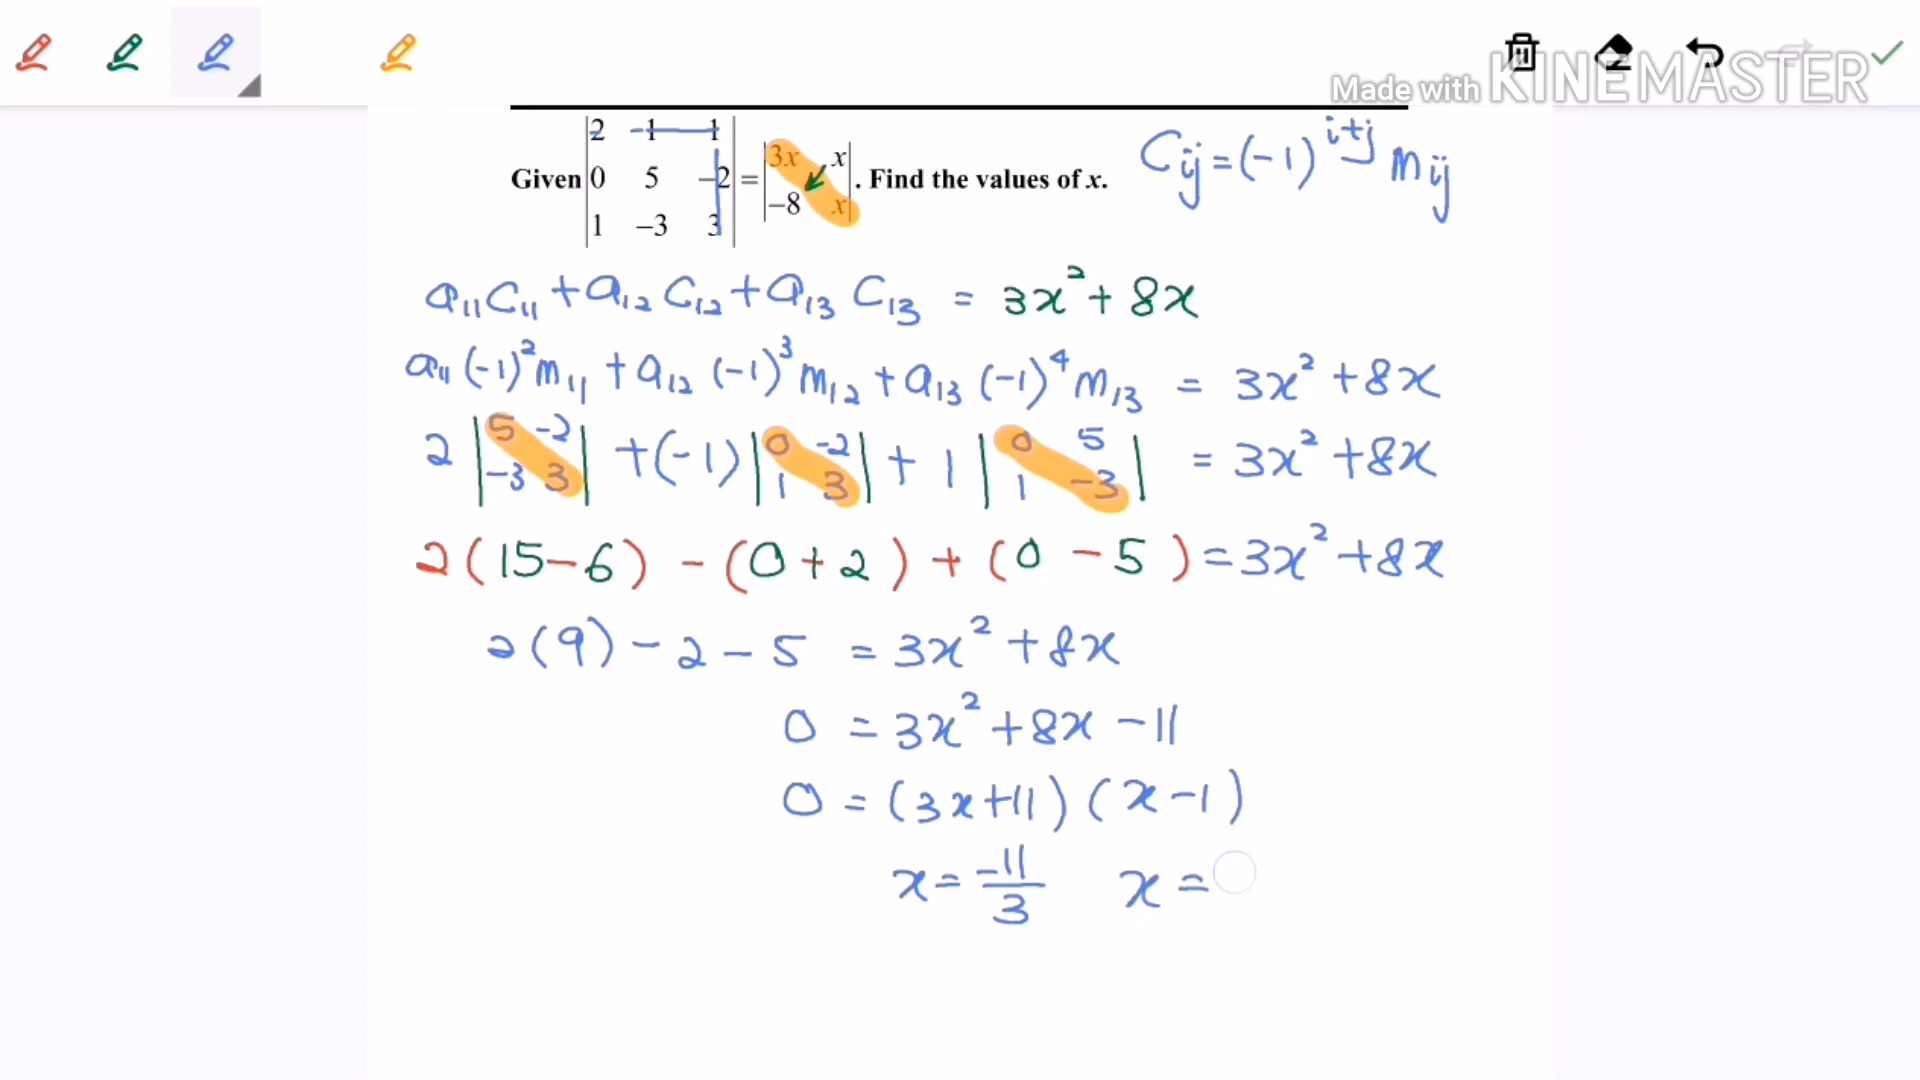 Made with KINEMASTER
Given |2 -1 1; 0 5 -2; 1 -3 3| = |3x x; -8 x|. Find the values of x.
Cij = (-1)^i+j mij
a11C11 + a12C12 + a13C13 = 3x² + 8x
a11(-1)²m11 + a12(-1)³m12 + a13(-1)⁴m13 = 3x² + 8x
2|5 -2; -3 3| + (-1)|0 -2; 1 3| + 1|0 5; 1 -3| = 3x² + 8x
2(15-6) - (0+2) + (0-5) = 3x² + 8x
2(9) - 2 - 5 = 3x² + 8x
0 = 3x² + 8x - 11
0 = (3x+11)(x-1)
x = -11/3 x =